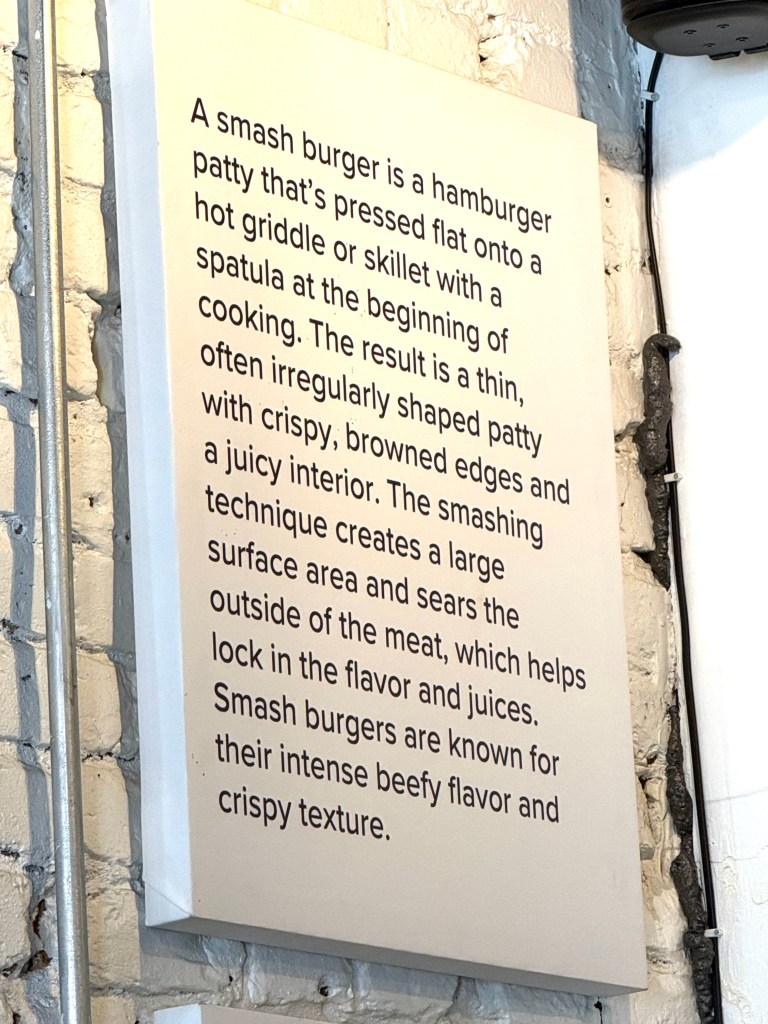 A smash burger is a hamburger
patty that’s pressed flat onto a
hot griddle or skillet with a
spatula at the beginning of
cooking. The result is a thin,
often irregularly shaped patty
with crispy, browned edges and
a juicy interior. The smashing
technique creates a large
surface area and sears the
outside of the meat, which helps
lock in the flavor and juices.
Smash burgers are known for
their intense beefy flavor and
crispy texture.